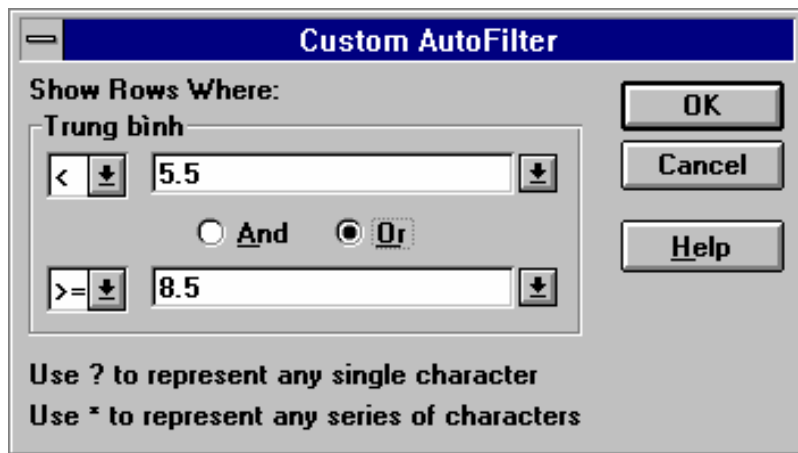 Custom AutoFilter
Show Rows Where:
Trung bình
< 5.5
And Or
>= 8.5
OK
Cancel
Help
Use ? to represent any single character
Use * to represent any series of characters